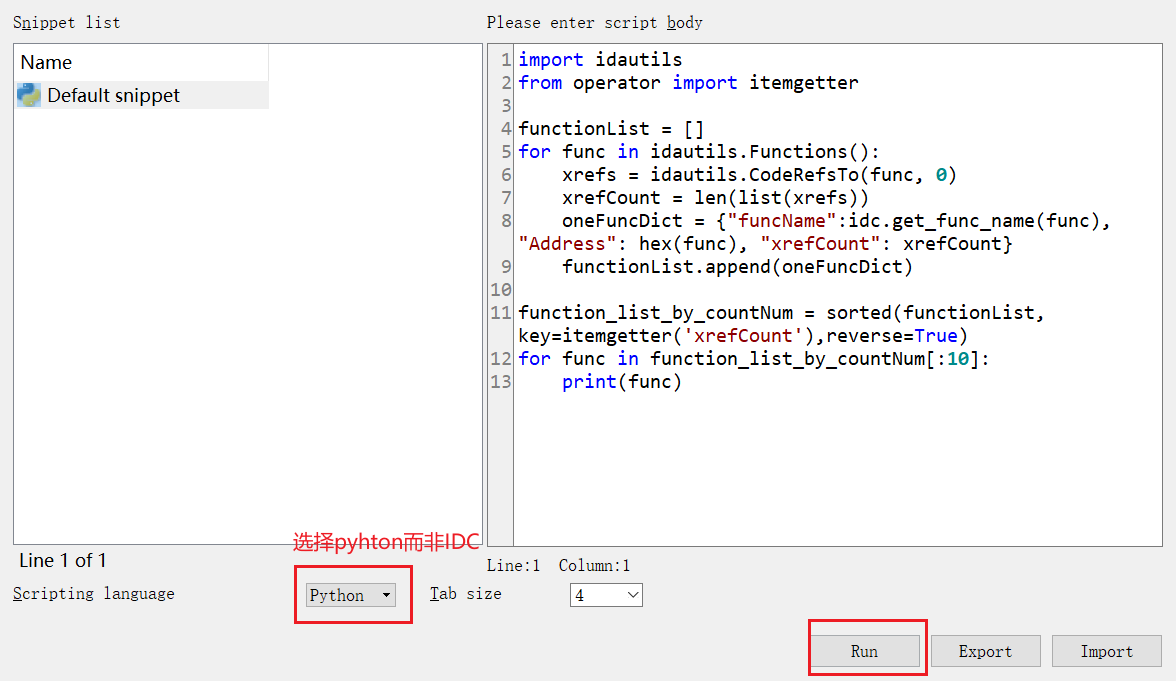 Snippet list
Please enter script body
Name
Default snippet
1 import idautils
2 from operator import itemgetter
3
4 functionList = []
5 for func in idautils.Functions():
6     xrefs = idautils.CodeRefsTo(func, 0)
7     xrefCount = len(list(xrefs))
8     oneFuncDict = {"funcName":idc.get_func_name(func),
"Address": hex(func), "xrefCount": xrefCount}
9     functionList.append(oneFuncDict)
10
11 function_list_by_countNum = sorted(functionList,
key=itemgetter('xrefCount'),reverse=True)
12 for func in function_list_by_countNum[:10]:
13     print(func)
选择pyhton而非IDC
Line 1 of 1
Line:1 Column:1
Scripting language
Python
Tab size
4
Run
Export
Import